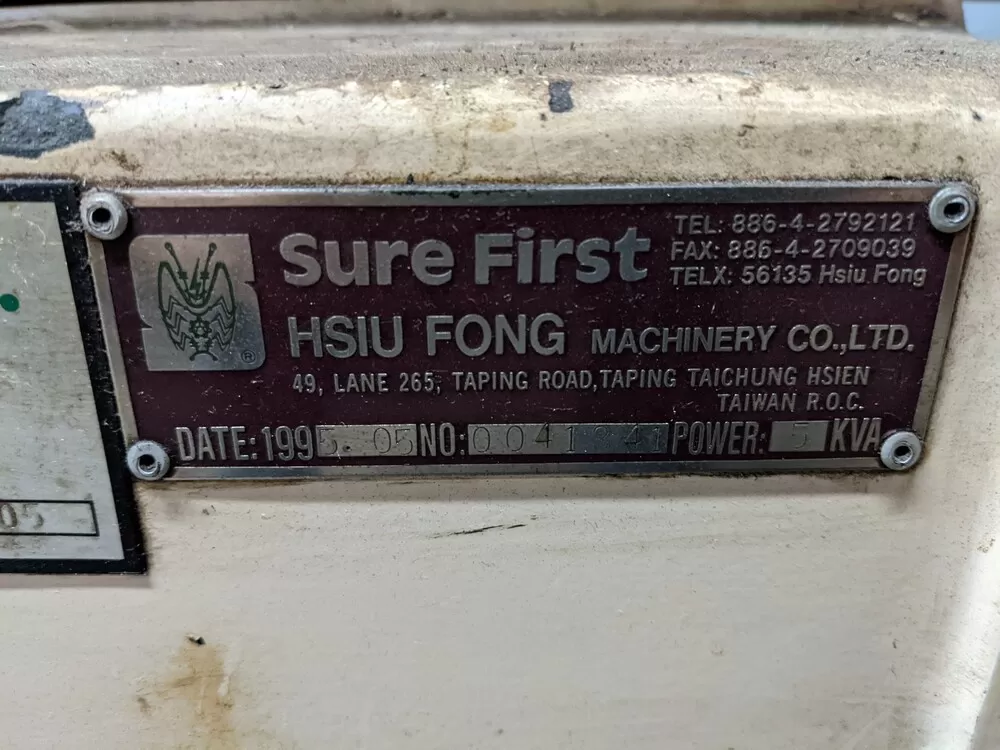 Sure First
TEL: 886-4-2792121
FAX: 886-4-2709039
TELX: 56135 Hsiu Fong
®
HSIU FONG MACHINERY CO.,LTD.
49, LANE 265, TAPING ROAD,TAPING TAICHUNG HSIEN
TAIWAN R.O.C.
DATE: 1995. 05 NO: POWER: 5 KVA
05